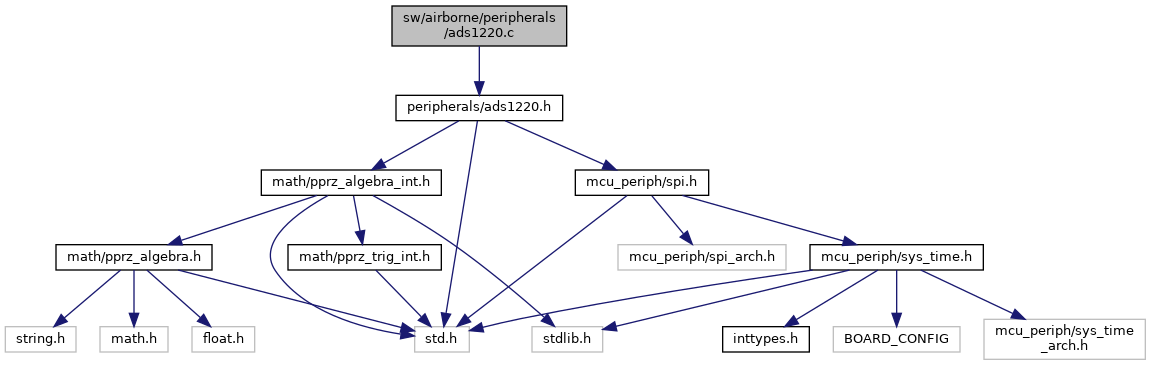 sw/airborne/peripherals
/ads1220.c
peripherals/ads1220.h
math/pprz_algebra_int.h
mcu_periph/spi.h
math/pprz_algebra.h
math/pprz_trig_int.h
mcu_periph/spi_arch.h
mcu_periph/sys_time.h
string.h
math.h
float.h
std.h
stdlib.h
inttypes.h
BOARD_CONFIG
mcu_periph/sys_time
_arch.h